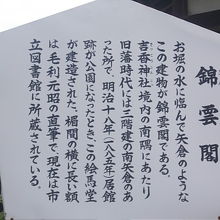 錦雲閣
お堀の水に臨んで矢倉のような
この建物が錦雲閣である。
吉香神社境内の南隅にあたり
旧藩時代には三階建の南矢倉のあ
った所で、明治十八(一八八五)年居館
跡が公園になったときこの絵馬堂
が建造された。楣間の横に長い額
は毛利元昭の直筆で、現在は市
立図書館に所蔵されている。